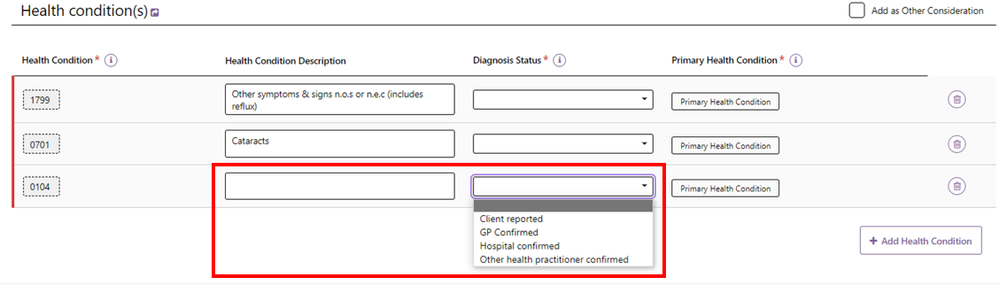 Health condition(s)
Add as Other Consideration
Health Condition *
Health Condition Description
Diagnosis Status *
Primary Health Condition *
1799
Other symptoms & signs n.o.s or n.e.c (includes
reflux)
Primary Health Condition
0701
Cataracts
Primary Health Condition
0104
Primary Health Condition
Client reported
GP Confirmed
Hospital confirmed
Other health practitioner confirmed
+ Add Health Condition